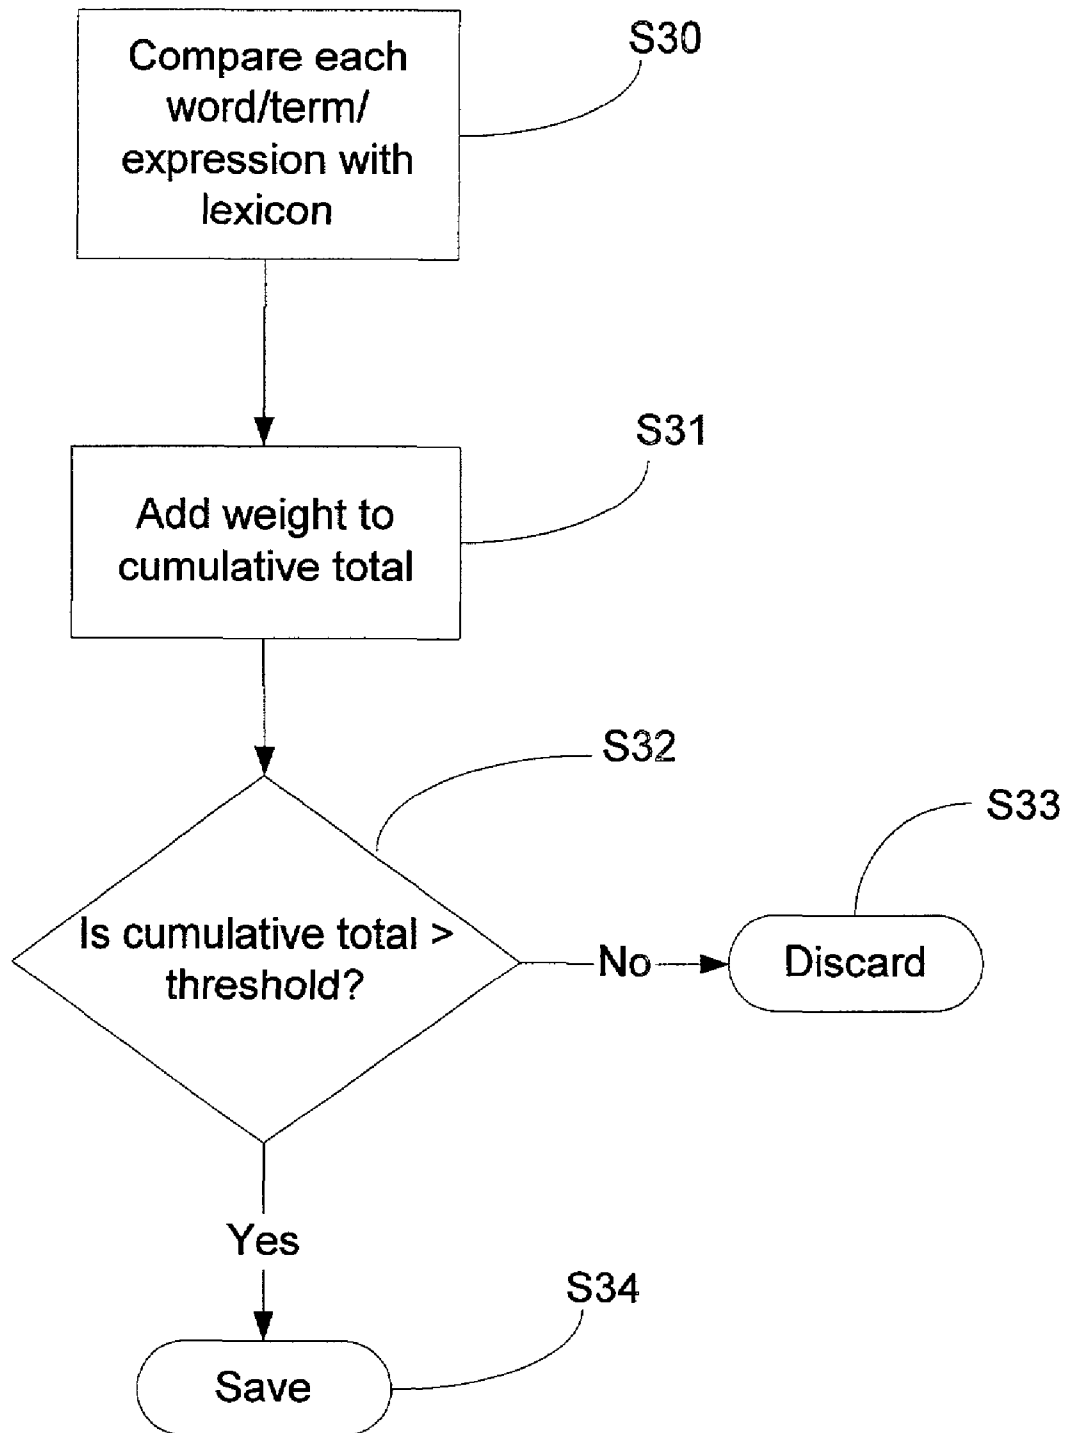 Compare each
word/term/
expression with
lexicon
S30
Add weight to
cumulative total
S31
S32
Is cumulative total >
threshold?
No
S33
Discard
Yes
S34
Save